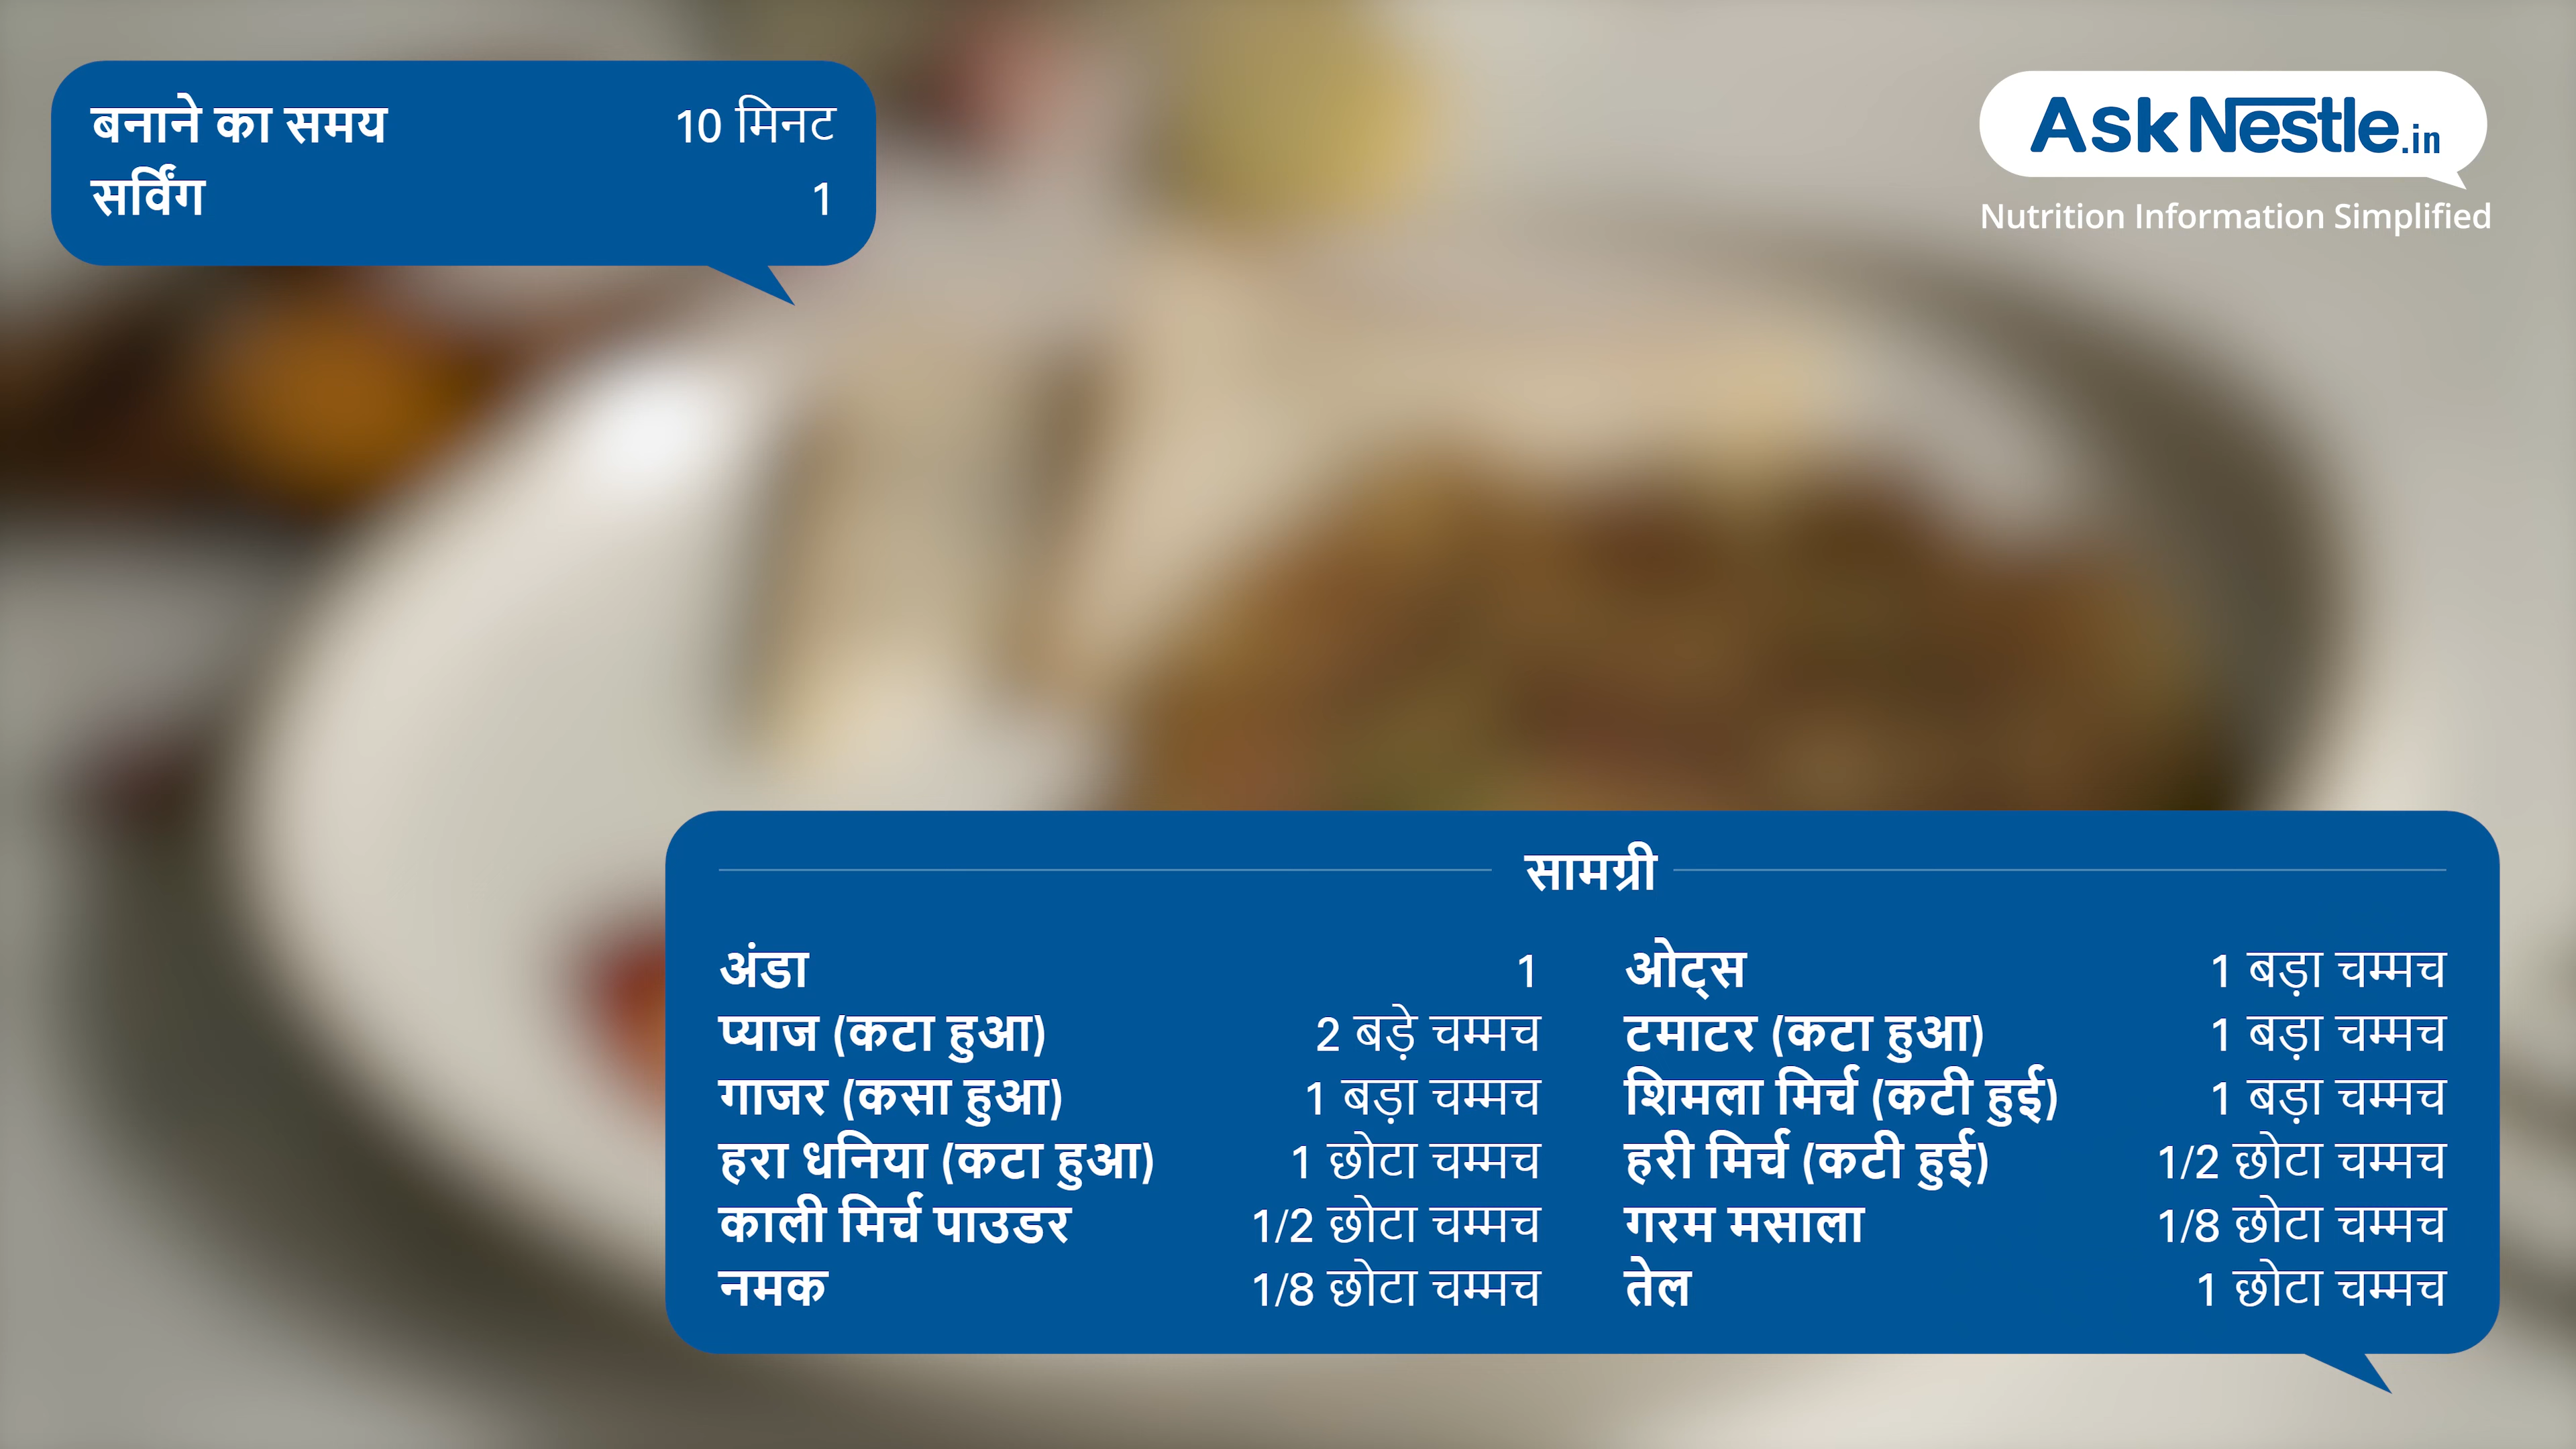 बनाने का समय 10 मिनट
सर्विंग 1
AskNestle.in
Nutrition Information Simplified
सामग्री
अंडा 1 ओट्स 1 बड़ा चम्मच
प्याज (कटा हुआ) 2 बड़े चम्मच टमाटर (कटा हुआ) 1 बड़ा चम्मच
गाजर (कसा हुआ) 1 बड़ा चम्मच शिमला मिर्च (कटी हुई) 1 बड़ा चम्मच
हरा धनिया (कटा हुआ) 1 छोटा चम्मच हरी मिर्च (कटी हुई) 1/2 छोटा चम्मच
काली मिर्च पाउडर 1/2 छोटा चम्मच गरम मसाला 1/8 छोटा चम्मच
नमक 1/8 छोटा चम्मच तेल 1 छोटा चम्मच